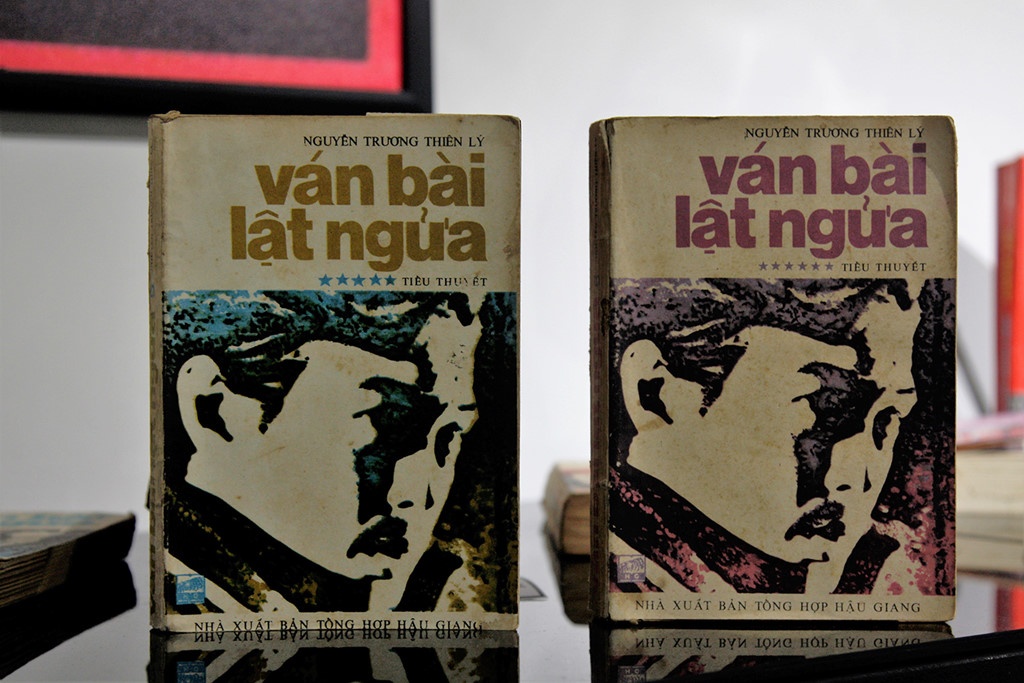 NGUYỄN TRƯƠNG THIÊN LÝ
ván bài
lật ngửa
★★★★★ TIỂU THUYẾT
NHÀ XUẤT BẢN TỔNG HỢP HẬU GIANG
NGUYỄN TRƯƠNG THIÊN LÝ
ván bài
lật ngửa
★★★★★★ TIỂU THUYẾT
NHÀ XUẤT BẢN TỔNG HỢP HẬU GIANG